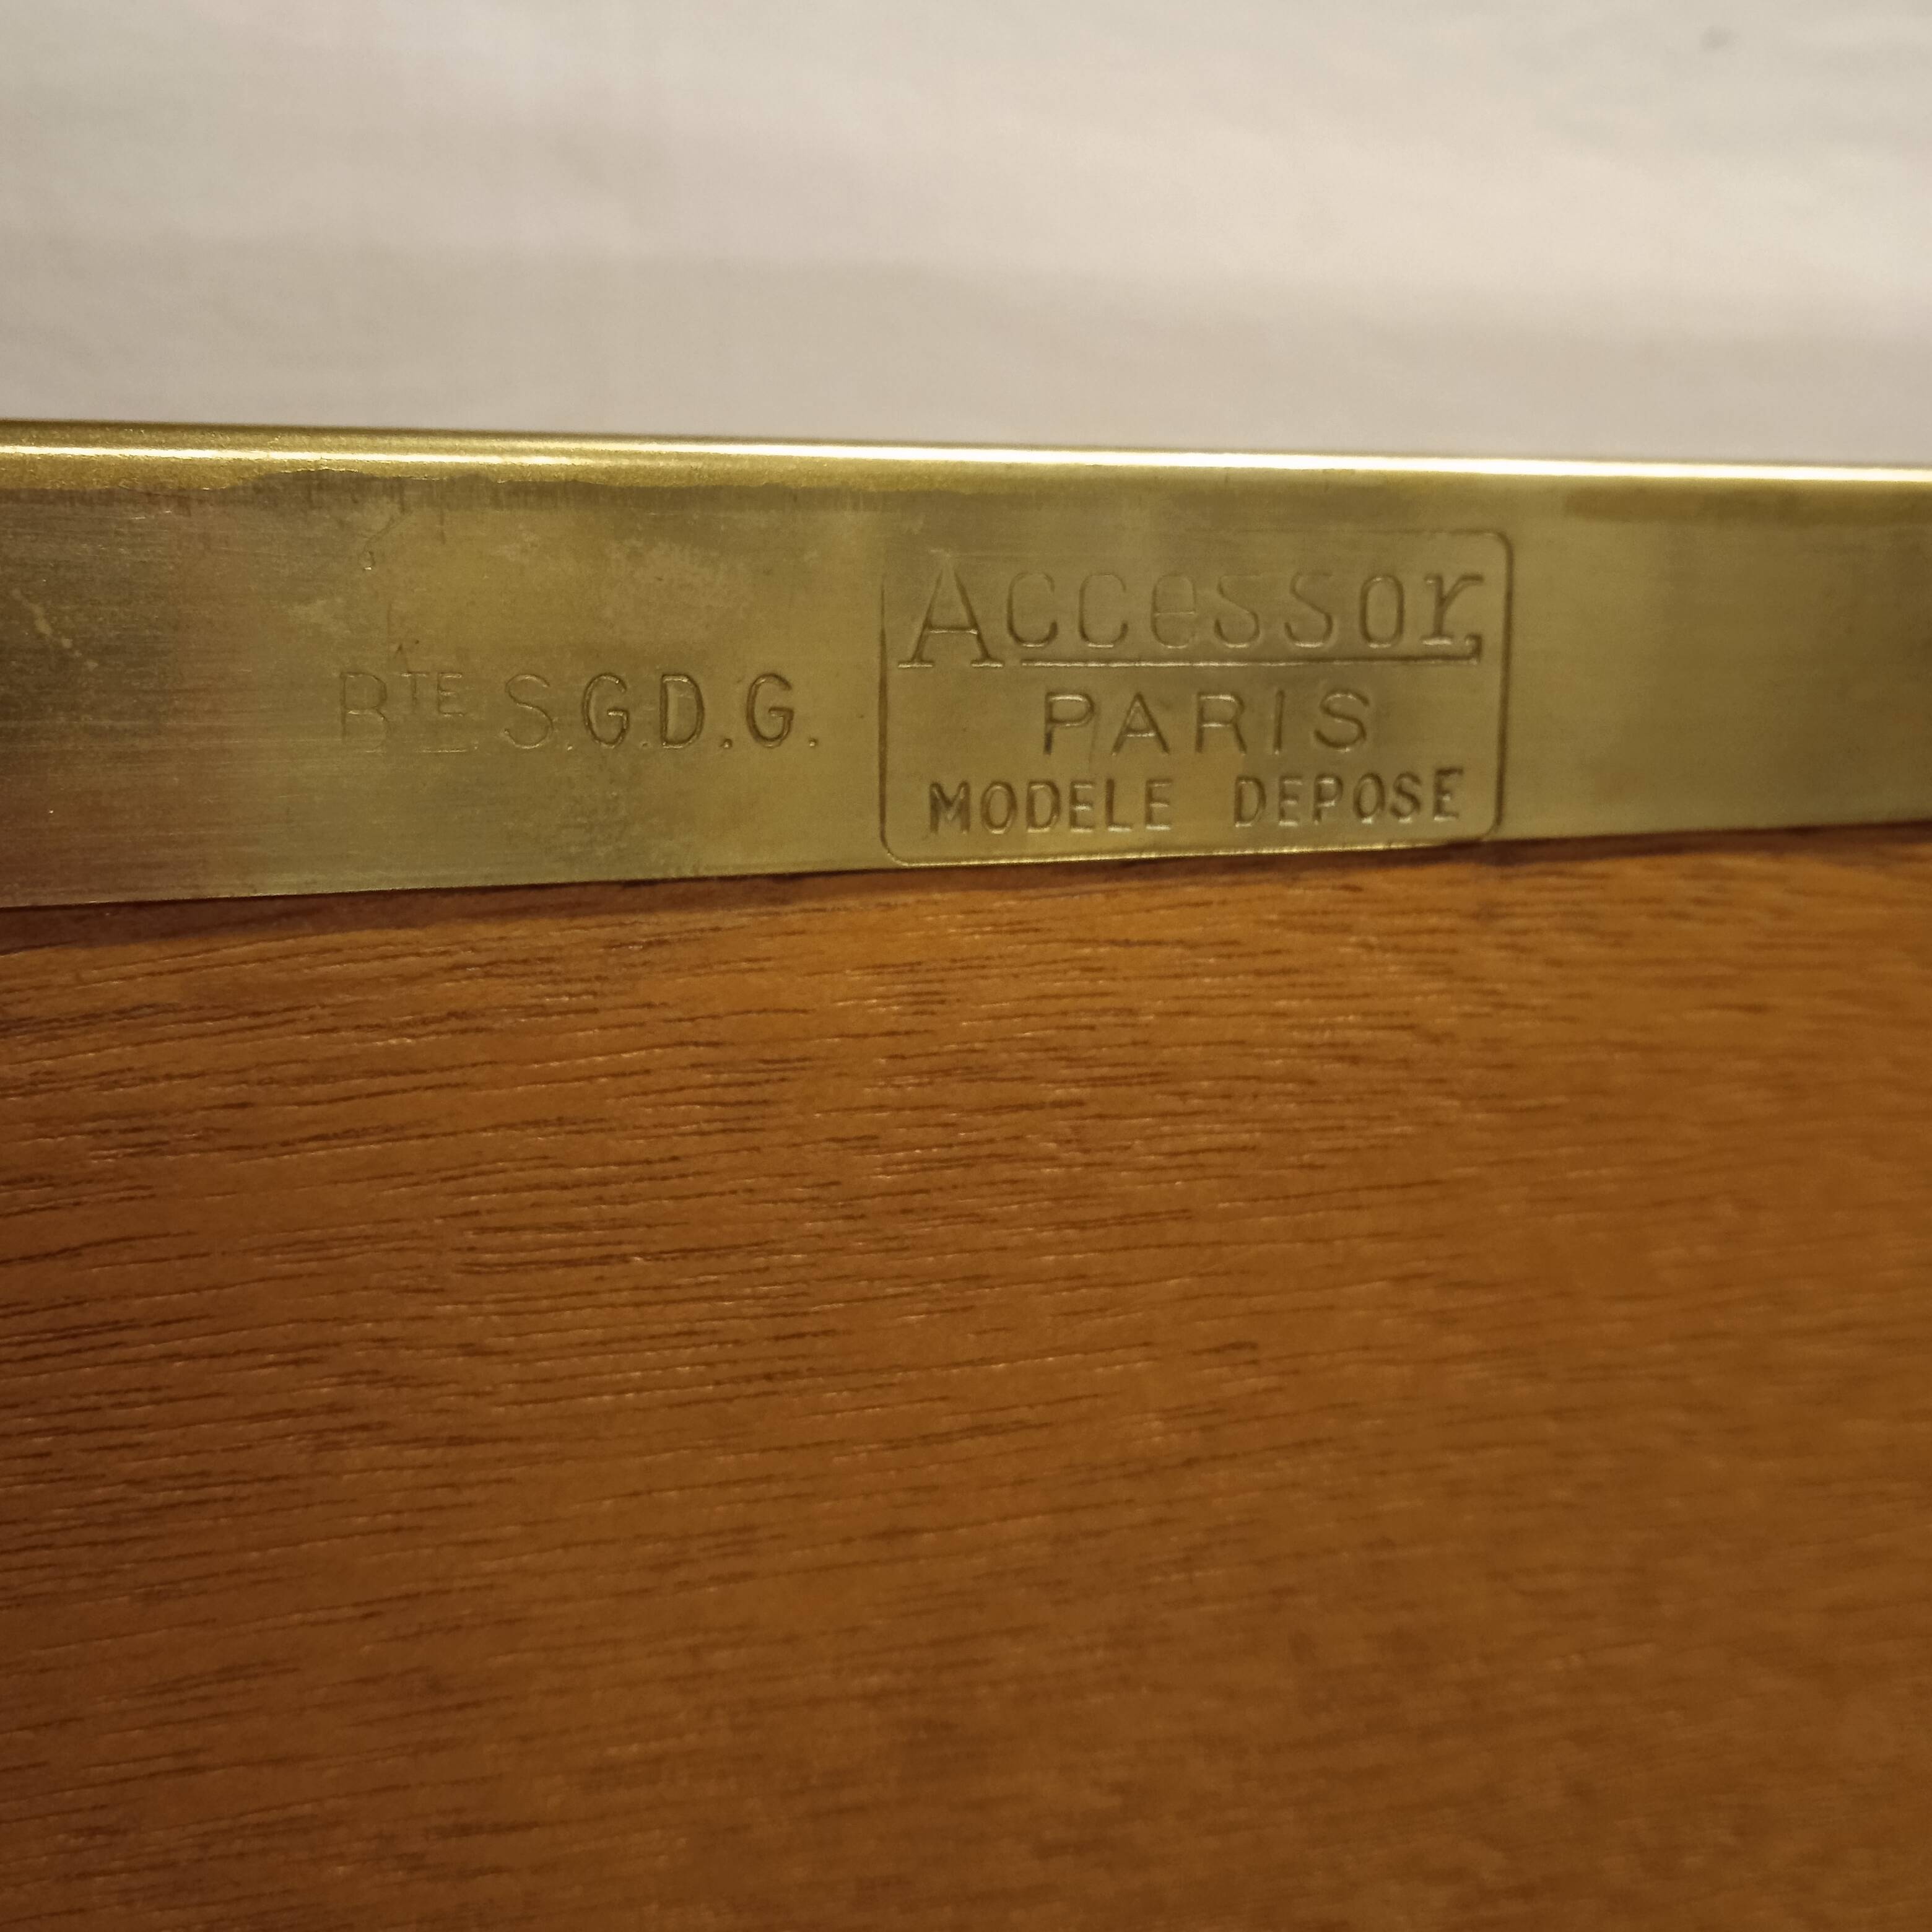 BTE S.G.D.G.
Accessor
PARIS
MODELE DEPOSE